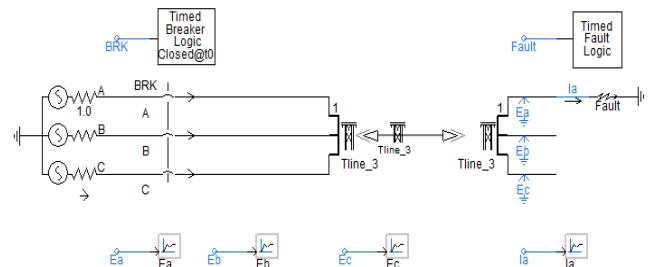 Timed
Breaker
Logic
Closed@t0
BRK
Timed
Fault
Logic
Fault
A
BRK
1.0
A
B
B
C
C
1
Tline_3
Tline_3
Tline_3
1
Ea
Eb
Ec
Ia
Fault
Ea
Ea
Eb
Eb
Ec
Ec
Ia
Ia